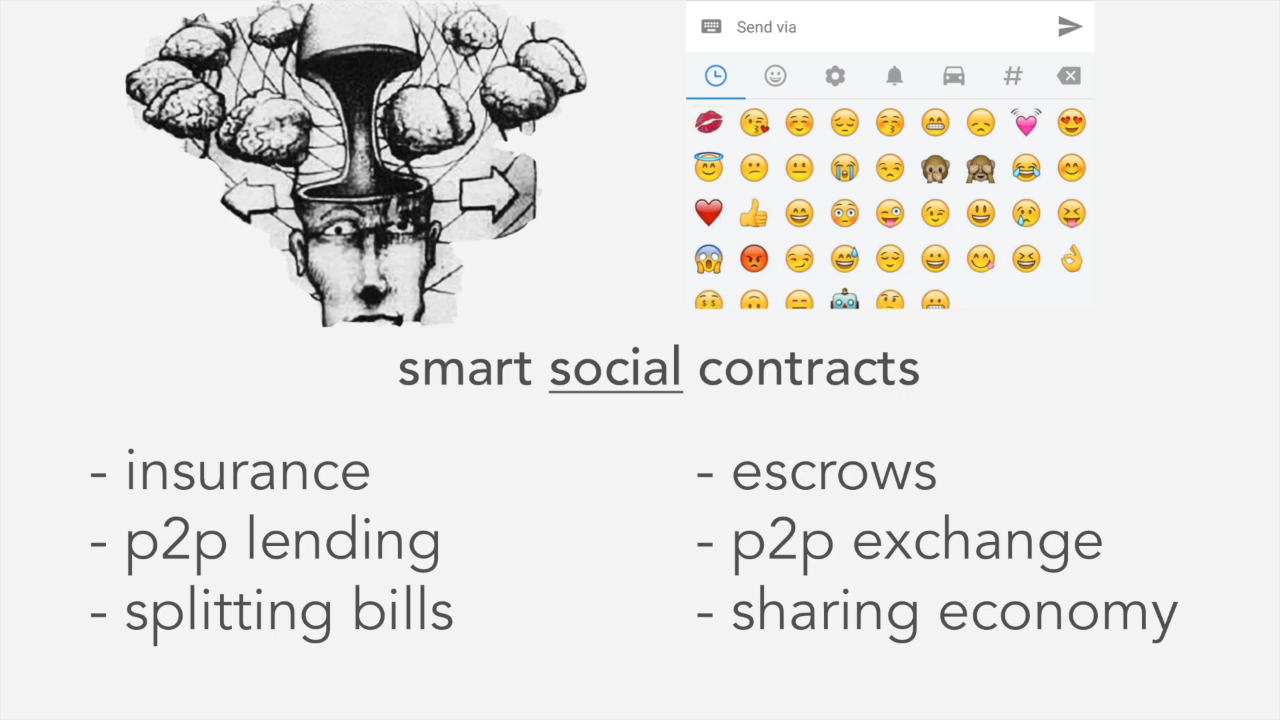 Send via
smart social contracts
- insurance
- p2p lending
- splitting bills
- escrows
- p2p exchange
- sharing economy